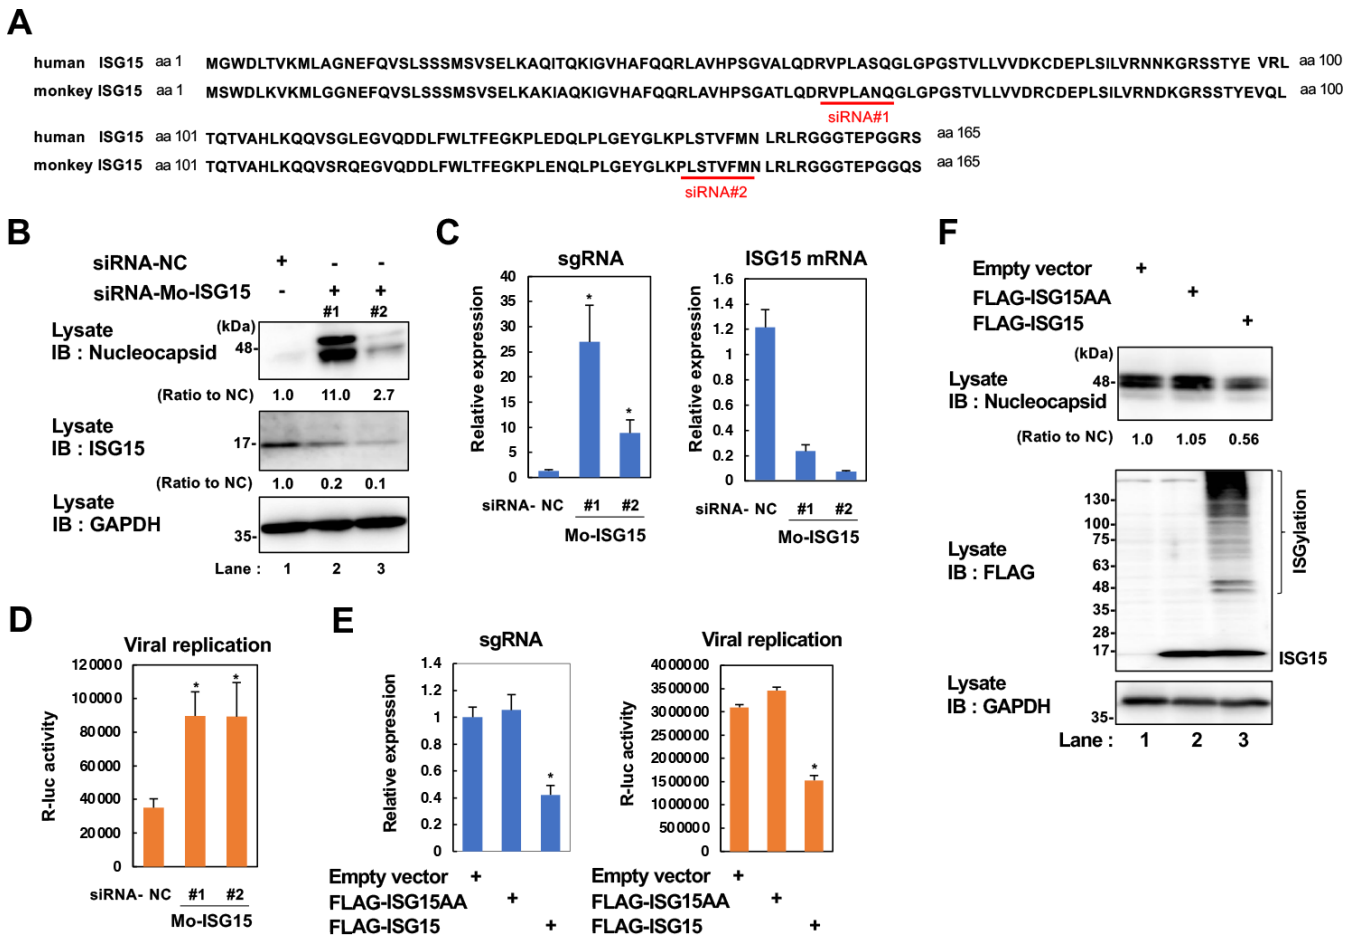 A
human ISG15 aa 1 MGWDLTVKMLAGNEFQVSLSSSMSVSELKAQITQKIGVHAFQQRLAVHPSGVALQDRVPLASQGLGPGSTVLLVVDKCDEPLSILVRNNKGRSSTYE VRL aa 100
monkey ISG15 aa 1 MSWDLKVKMLGGNEFQVSLSSSMSVSELKAKIAQKIGVHAFQQRLAVHPSGATLQDRVPLANQGLGPGSTVLLVVDRCDEPLSILVRNDKGRSSTYEVQL aa 100
siRNA#1
human ISG15 aa 101 TQTVAHLKQQVSGLEGVQDDLFWLTFEGKPLEDQLPLGEYGLKPLSTVFMN LRLRGGGTEPGGRS aa 165
monkey ISG15 aa 101 TQTVAHLKQQVSRQEGVQDDLFWLTFEGKPLENQLPLGEYGLKPLSTVFMN LRLRGGGTEPGGQS aa 165
siRNA#2
B
siRNA-NC + - -
siRNA-Mo-ISG15 - + +
#1 #2
Lysate
IB : Nucleocapsid
(kDa)
48-
(Ratio to NC) 1.0 11.0 2.7
Lysate
IB : ISG15
17-
(Ratio to NC) 1.0 0.2 0.1
Lysate
IB : GAPDH
35-
Lane : 1 2 3
C
sgRNA
Relative expression
40
35
30
25
20
15
10
5
0
* *
siRNA- NC #1 #2
Mo-ISG15
ISG15 mRNA
Relative expression
1.6
1.4
1.2
1
0.8
0.6
0.4
0.2
0
siRNA- NC #1 #2
Mo-ISG15
D
Viral replication
R-luc activity
120000
100000
80000
60000
40000
20000
0
* *
siRNA- NC #1 #2
Mo-ISG15
E
sgRNA
Relative expression
1.4
1.2
1
0.8
0.6
0.4
0.2
0
*
Empty vector +
FLAG-ISG15AA +
FLAG-ISG15 +
Viral replication
R-luc activity
4000000
3500000
3000000
2500000
2000000
1500000
1000000
500000
0
*
Empty vector +
FLAG-ISG15AA +
FLAG-ISG15 +
F
Empty vector +
FLAG-ISG15AA +
FLAG-ISG15 +
(kDa)
Lysate
IB : Nucleocapsid
48-
(Ratio to NC) 1.0 1.05 0.56
Lysate
IB : FLAG
130-
100-
75-
63-
48-
35-
28-
17-
ISGylation
ISG15
Lysate
IB : GAPDH
35-
Lane : 1 2 3